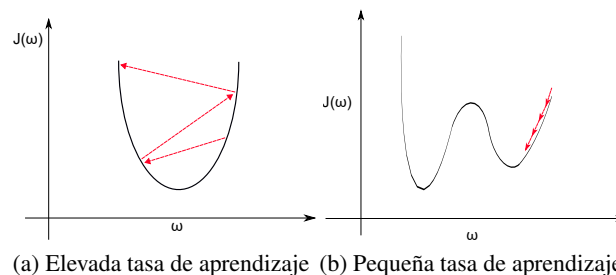 J(ω)
ω
J(ω)
ω
(a) Elevada tasa de aprendizaje
(b) Pequeña tasa de aprendizaje